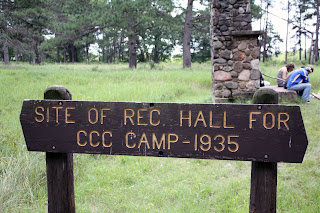 SITE OF REC. HALL FOR
CCC CAMP-1935